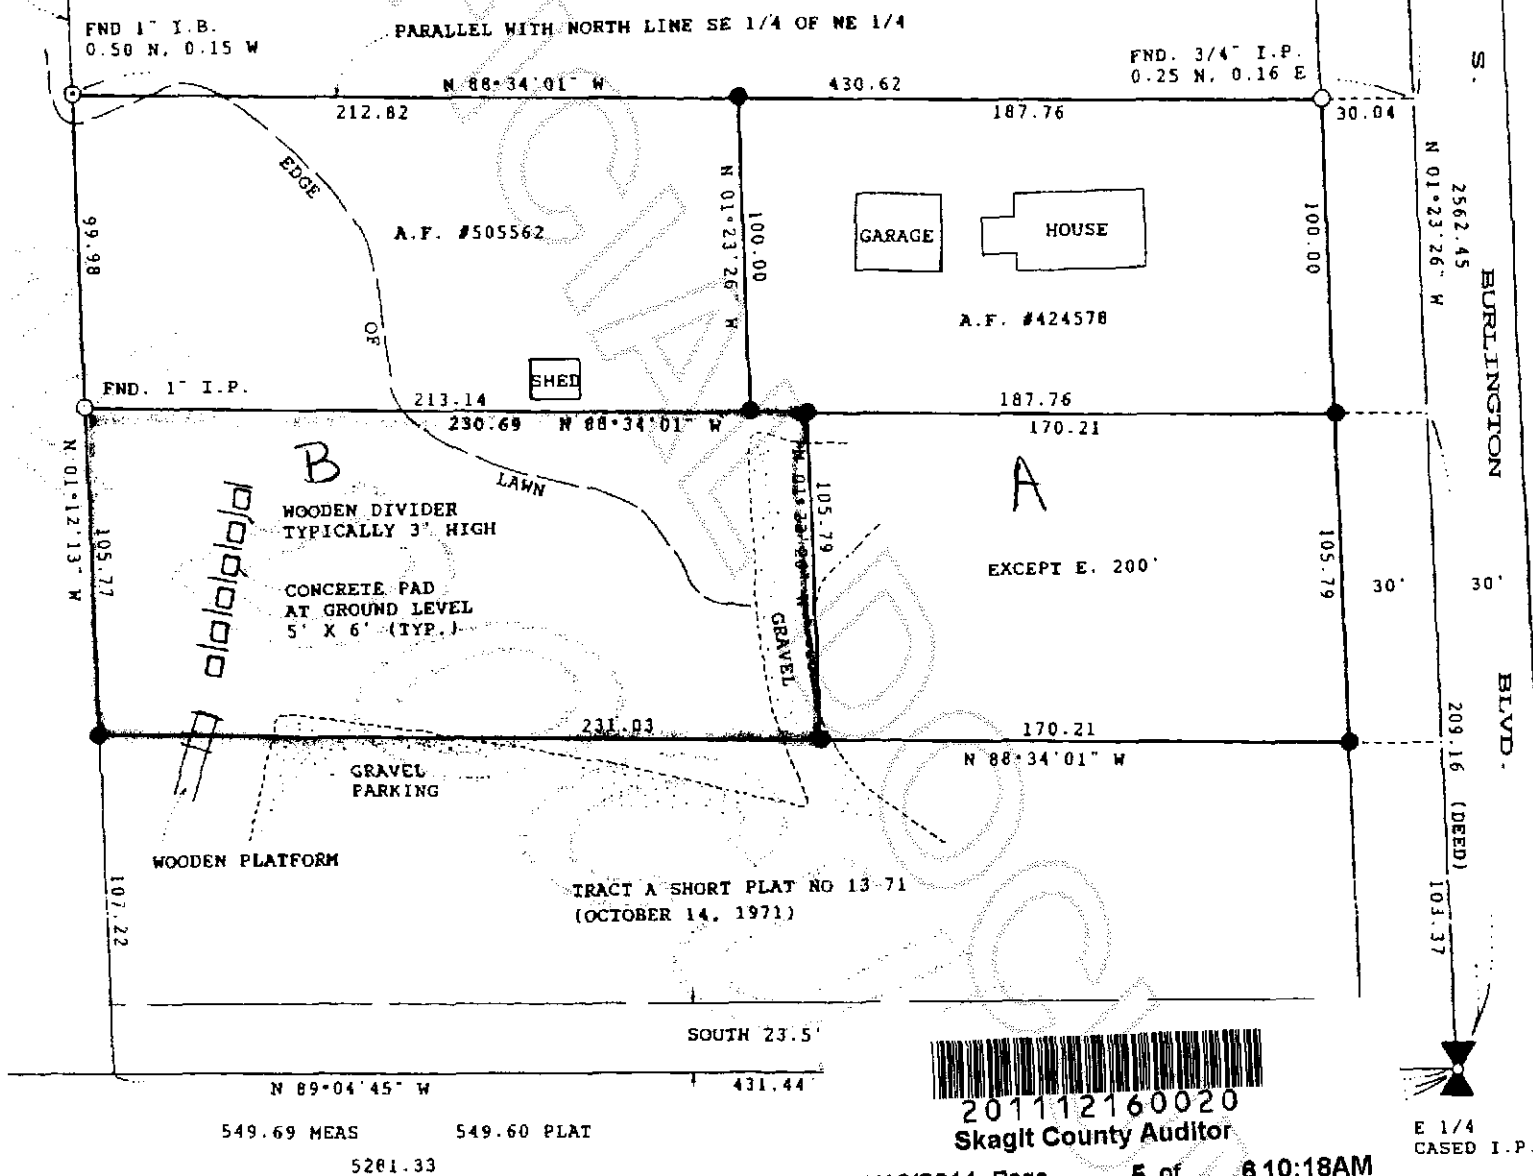 FND 1" I.B.
0.50 N, 0.15 W
PARALLEL WITH NORTH LINE SE 1/4 OF NE 1/4
FND. 3/4" I.P.
0.25 N, 0.16 E
S.
N 88°34'01" W
430.62
212.82
187.76
30.04
EDGE
99.98
A.F. #505562
N 01°23'26" W
100.00
GARAGE
HOUSE
100.00
N 01°23'26" W
2562.45
BURLINGTON
OF
A.F. #424578
SHED
FND. 1" I.P.
213.14
187.76
230.69 N 88°34'01" W
170.21
B
LAWN
A
N 01°12'13" W
105.77
WOODEN DIVIDER
TYPICALLY 3' HIGH
105.79
EXCEPT E. 200'
105.79
30'
30'
CONCRETE PAD
AT GROUND LEVEL
5' X 6' (TYP.)
GRAVEL
BLVD.
231.03
170.21
N 88°34'01" W
209.16 (DEED)
GRAVEL
PARKING
WOODEN PLATFORM
107.22
TRACT A SHORT PLAT NO 13-71
(OCTOBER 14, 1971)
103.37
SOUTH 23.5'
N 89°04'45" W
431.44
201112160020
Skagit County Auditor
549.69 MEAS 549.60 PLAT
E 1/4
CASED I.P.
5281.33
2011 Page 5 of 6 10:18AM